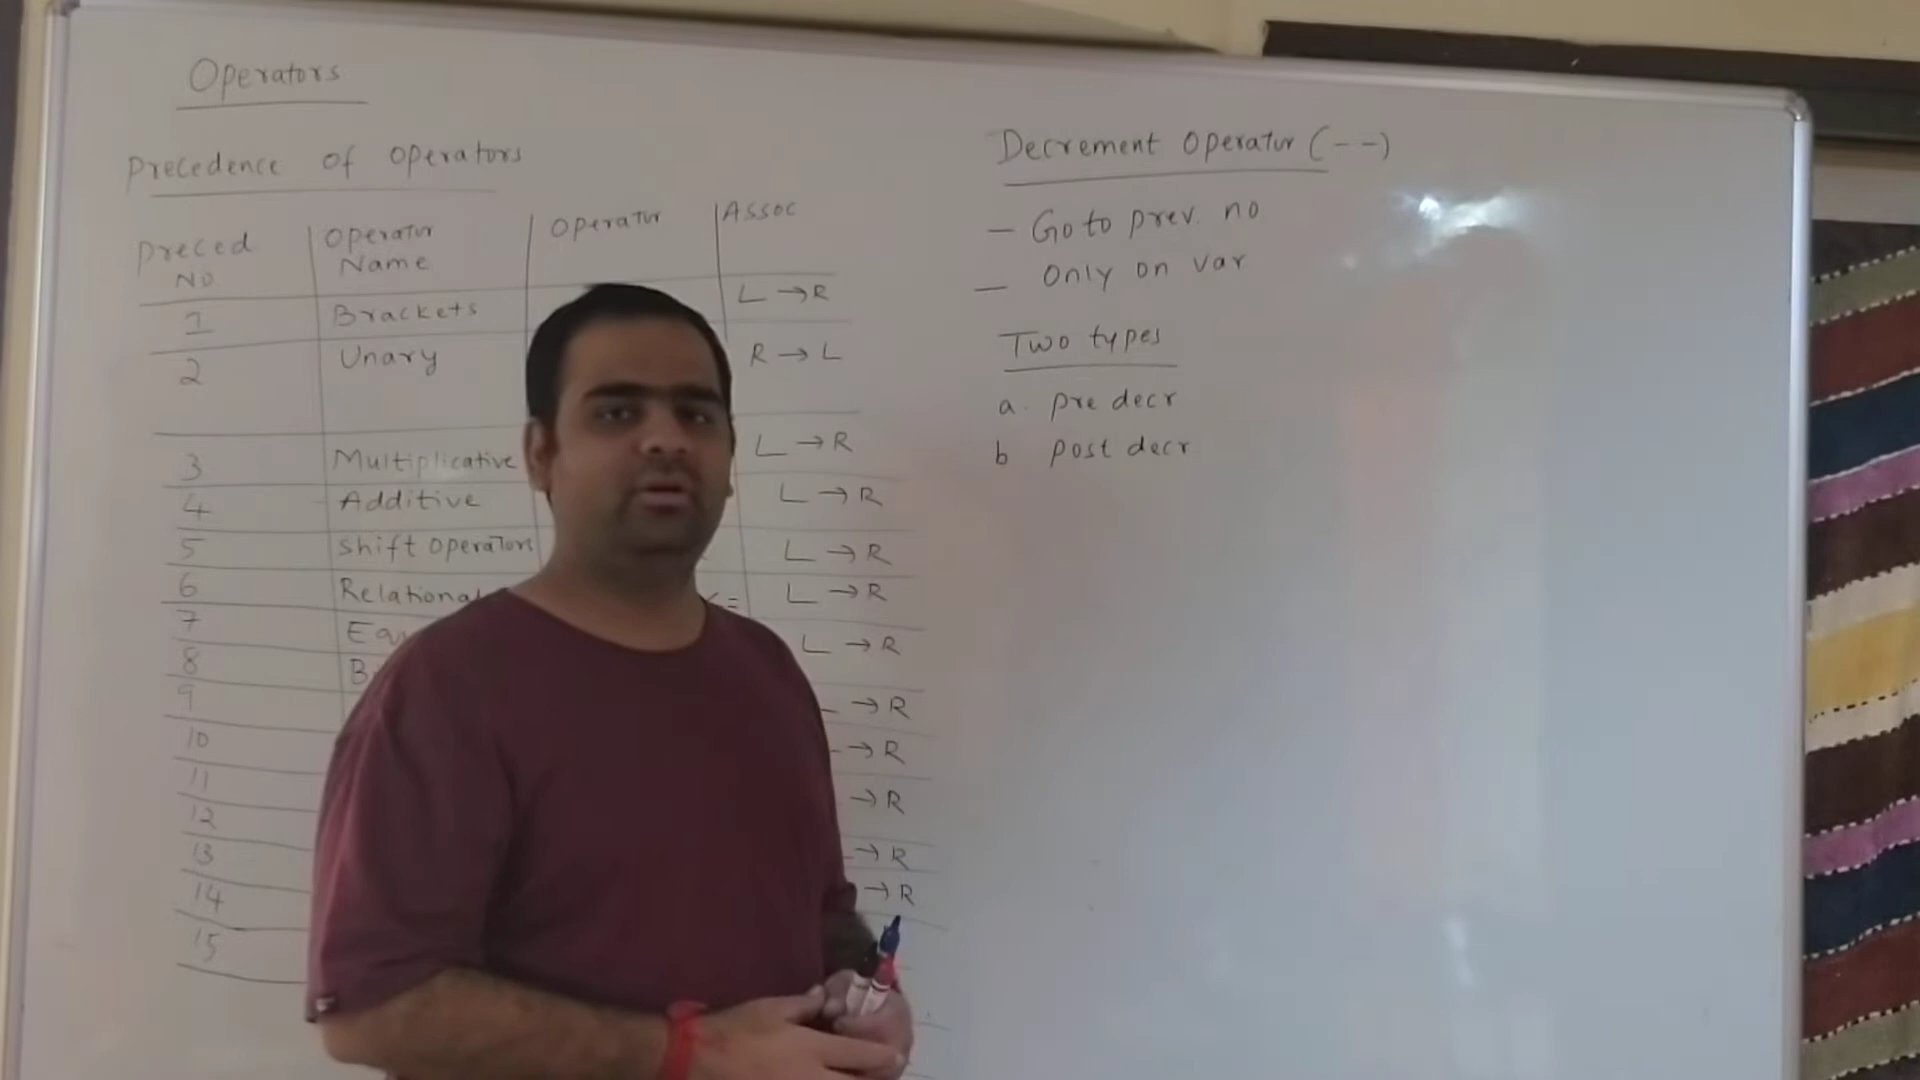 Operators
Precedence of Operators
Preced No. | Operator Name | Operator | Assoc
1 | Brackets | L → R
2 | Unary | R → L
3 | Multiplicative | L → R
4 | Additive | L → R
5 | Shift Operators | L → R
6 | Relational | <= | L → R
7 | L → R
8 | → R
9 | → R
10 | → R
11 | → R
12 | → R
13
14
15
Decrement Operator (--)
- Go to prev. no
- Only on var
Two types
a. pre decr
b post decr